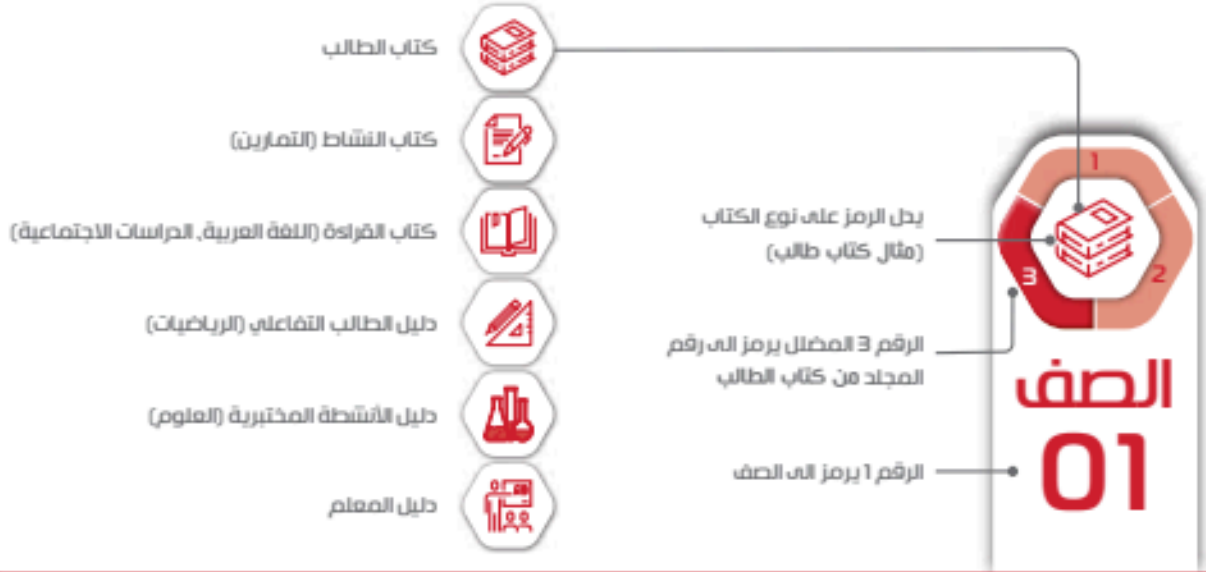 1
2
3
الصف
01
يدل الرمز على نوع الكتاب
(مثال كتاب طالب)
الرقم 3 المضلل يرمز الى رقم
المجلد من كتاب الطالب
الرقم 1 يرمز الى الصف
كتاب الطالب
كتاب النشاط (التمارين)
كتاب القراءة (اللغة العربية, الدراسات الاجتماعية)
دليل الطالب التفاعلي (الرياضيات)
دليل الأنشطة المختبرية (العلوم)
دليل المعلم